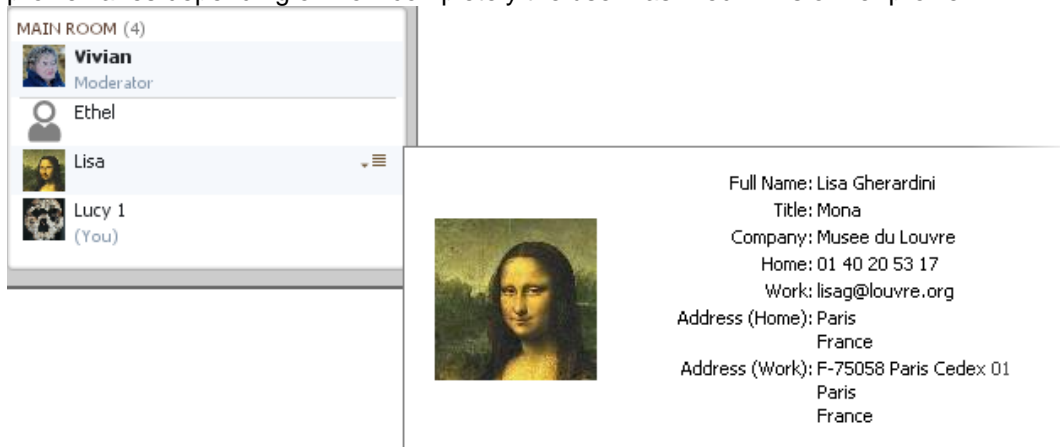 MAIN ROOM (4)
Vivian
Moderator
Ethel
Lisa
Lucy 1
(You)
Full Name: Lisa Gherardini
Title: Mona
Company: Musee du Louvre
Home: 01 40 20 53 17
Work: lisag@louvre.org
Address (Home): Paris
France
Address (Work): F-75058 Paris Cedex 01
Paris
France